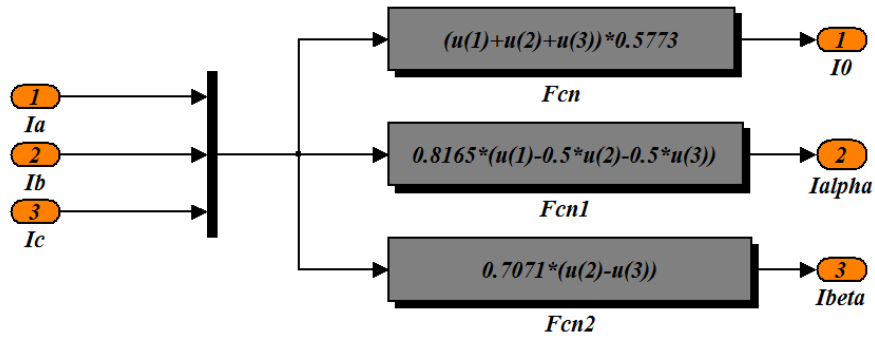 1
Ia
2
Ib
3
Ic
(u(1)+u(2)+u(3))*0.5773
Fcn
0.8165*(u(1)-0.5*u(2)-0.5*u(3))
Fcn1
0.7071*(u(2)-u(3))
Fcn2
1
I0
2
Ialpha
3
Ibeta